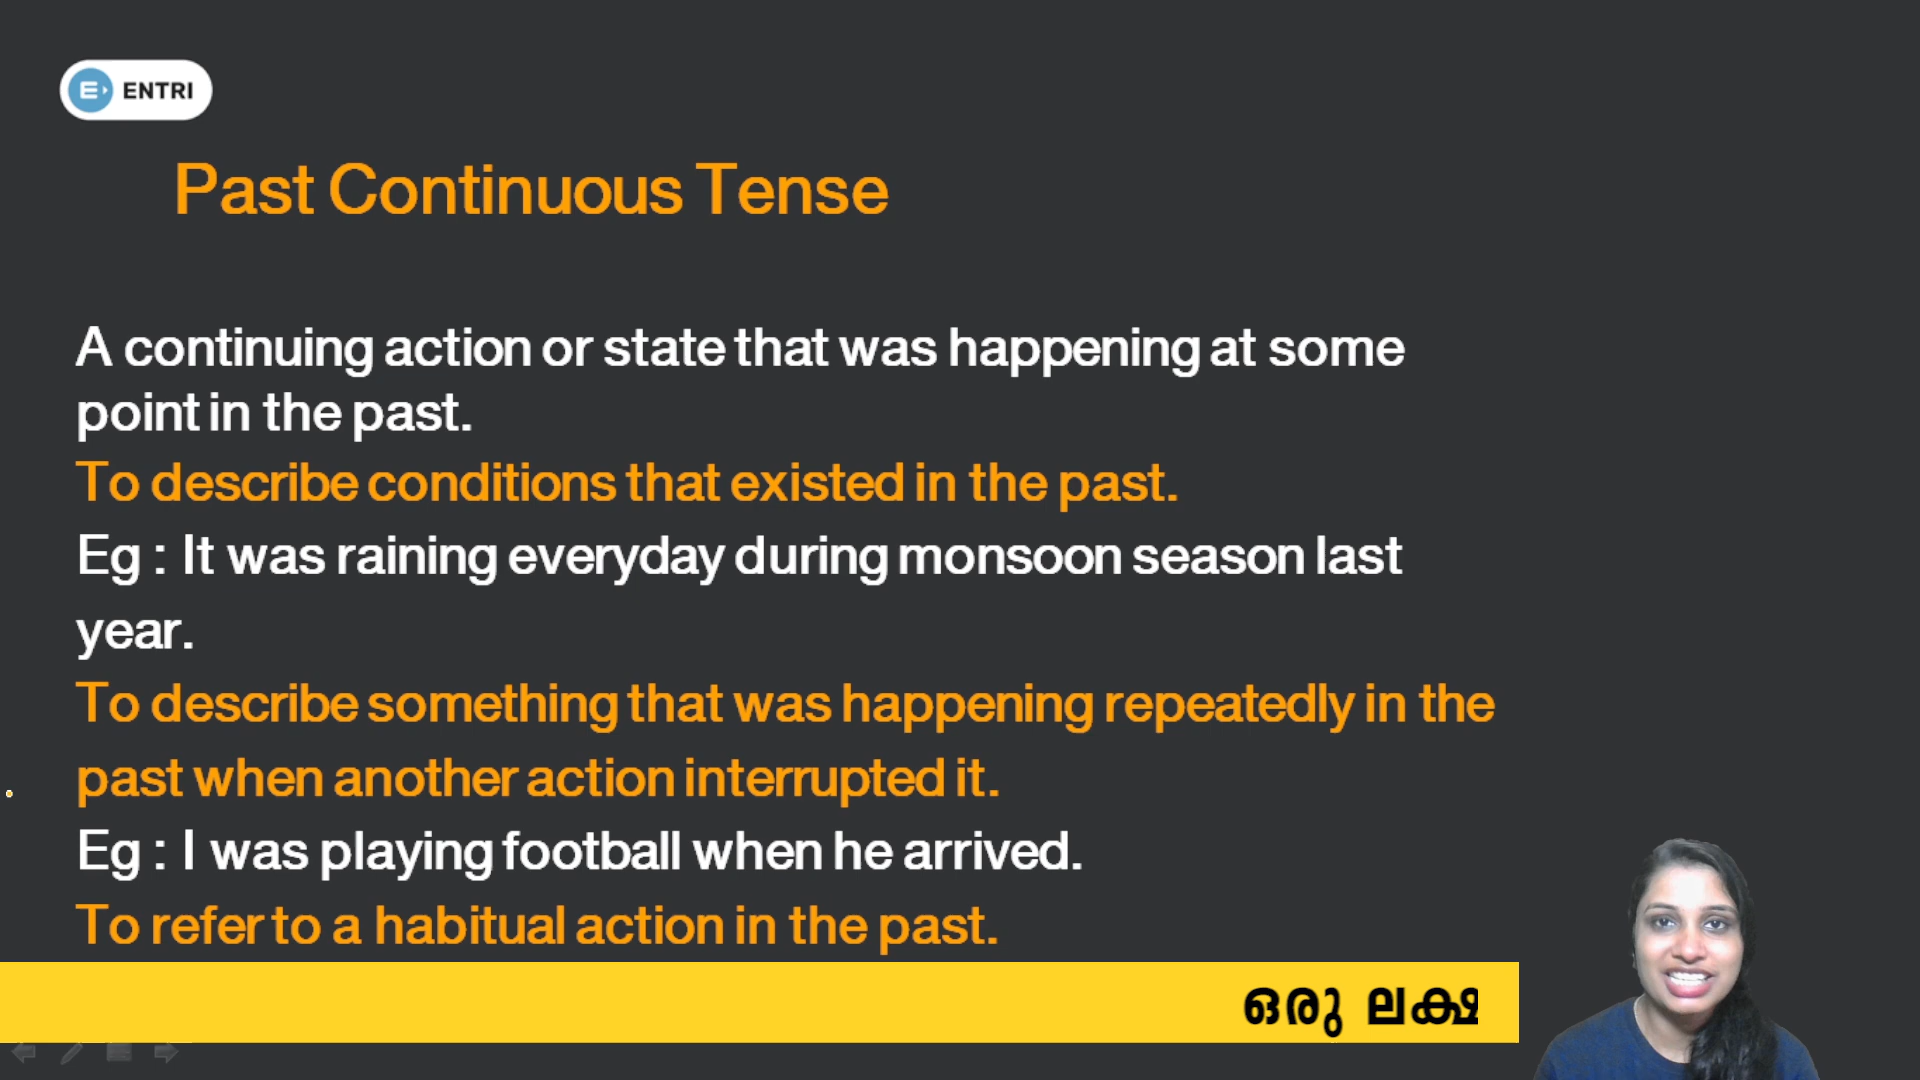 ENTRI
Past Continuous Tense
A continuing action or state that was happening at some
point in the past.
To describe conditions that existed in the past.
Eg : It was raining everyday during monsoon season last
year.
To describe something that was happening repeatedly in the
past when another action interrupted it.
Eg : I was playing football when he arrived.
To refer to a habitual action in the past.
ഒരു